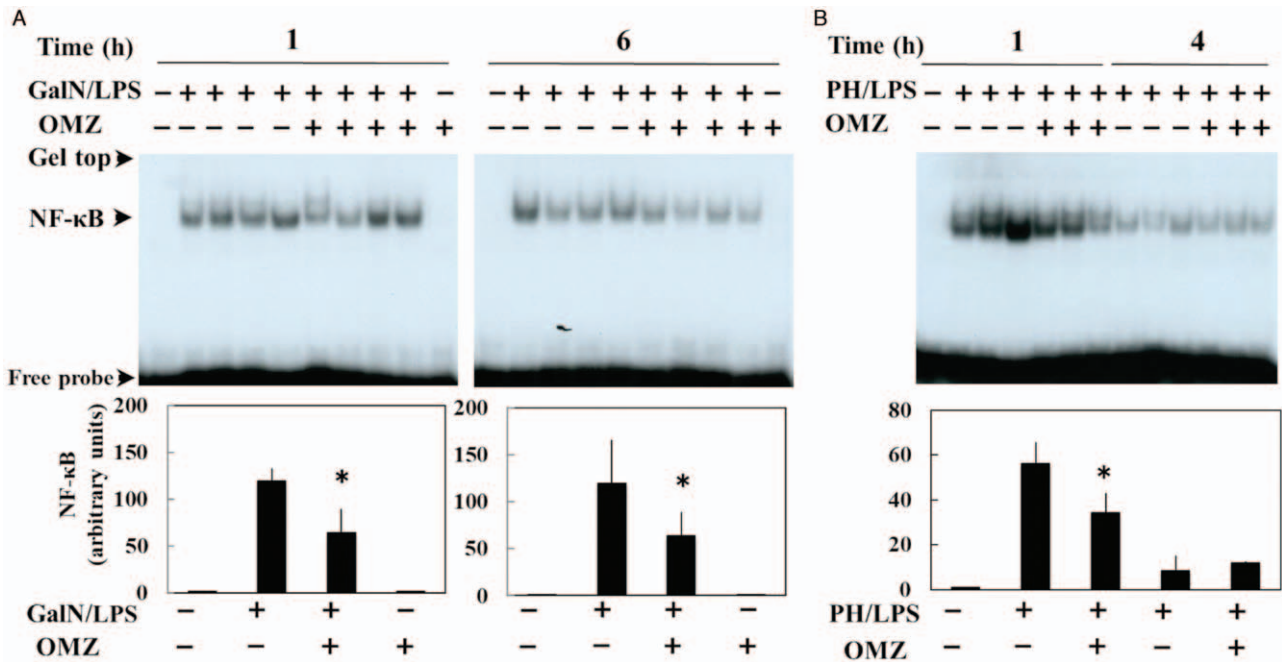 A B
Time (h) 1 6 Time (h) 1 4
GalN/LPS − + + + + + + + + − − + + + + + + + + − PH/LPS − + + + + + + + + + + + +
OMZ − − − − − + + + + + − − − − − + + + + + OMZ − − − − + + + − − − + + +
Gel top
NF-κB
Free probe
200 200 80
150 150 60
* * *
100 100 40
50 50 20
0 0 0
NF-κB
(arbitrary units)
GalN/LPS − + + − − + + − PH/LPS − + + + +
OMZ − − + + − − + + OMZ − − + − +